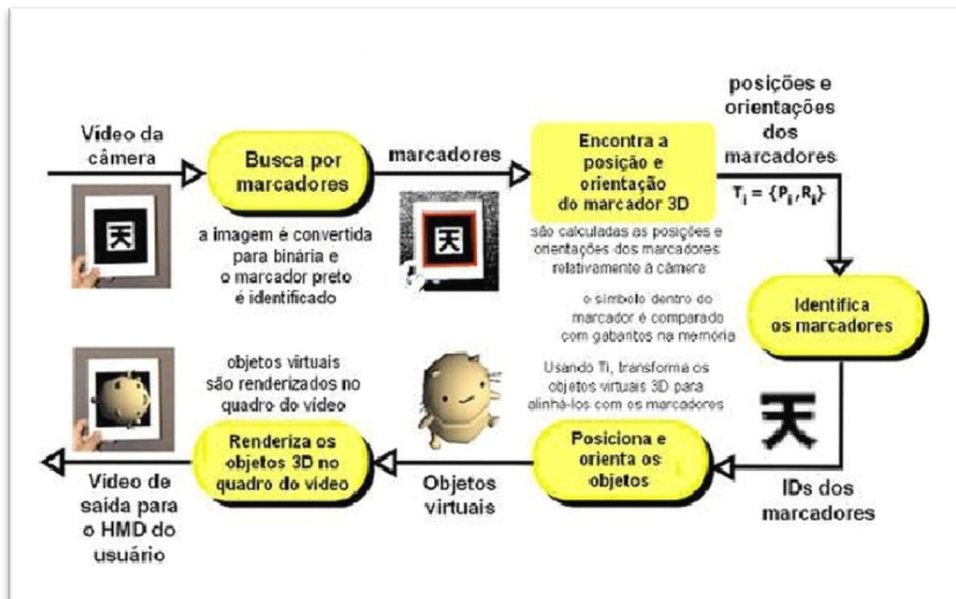 Vídeo da
câmera
Busca por
marcadores
a imagem é convertida
para binária e
o marcador preto
é identificado
marcadores
Encontra a
posição e
orientação
do marcador 3D
são calculadas as posições e
orientações dos marcadores
relativamente à câmera
posições e
orientações
dos
marcadores
Ti = {Pi,Ri}
Identifica
os marcadores
o símbolo dentro do
marcador é comparado
com gabaritos na memória
天
天
天
IDs dos
marcadores
Usando Ti, transforma os
objetos virtuais 3D para
alinhá-los com os marcadores
Posiciona e
orienta os
objetos
Objetos
virtuais
objetos virtuais
são renderizados no
quadro do vídeo
Renderiza os
objetos 3D no
quadro do vídeo
Vídeo de
saída para
o HMD do
usuário